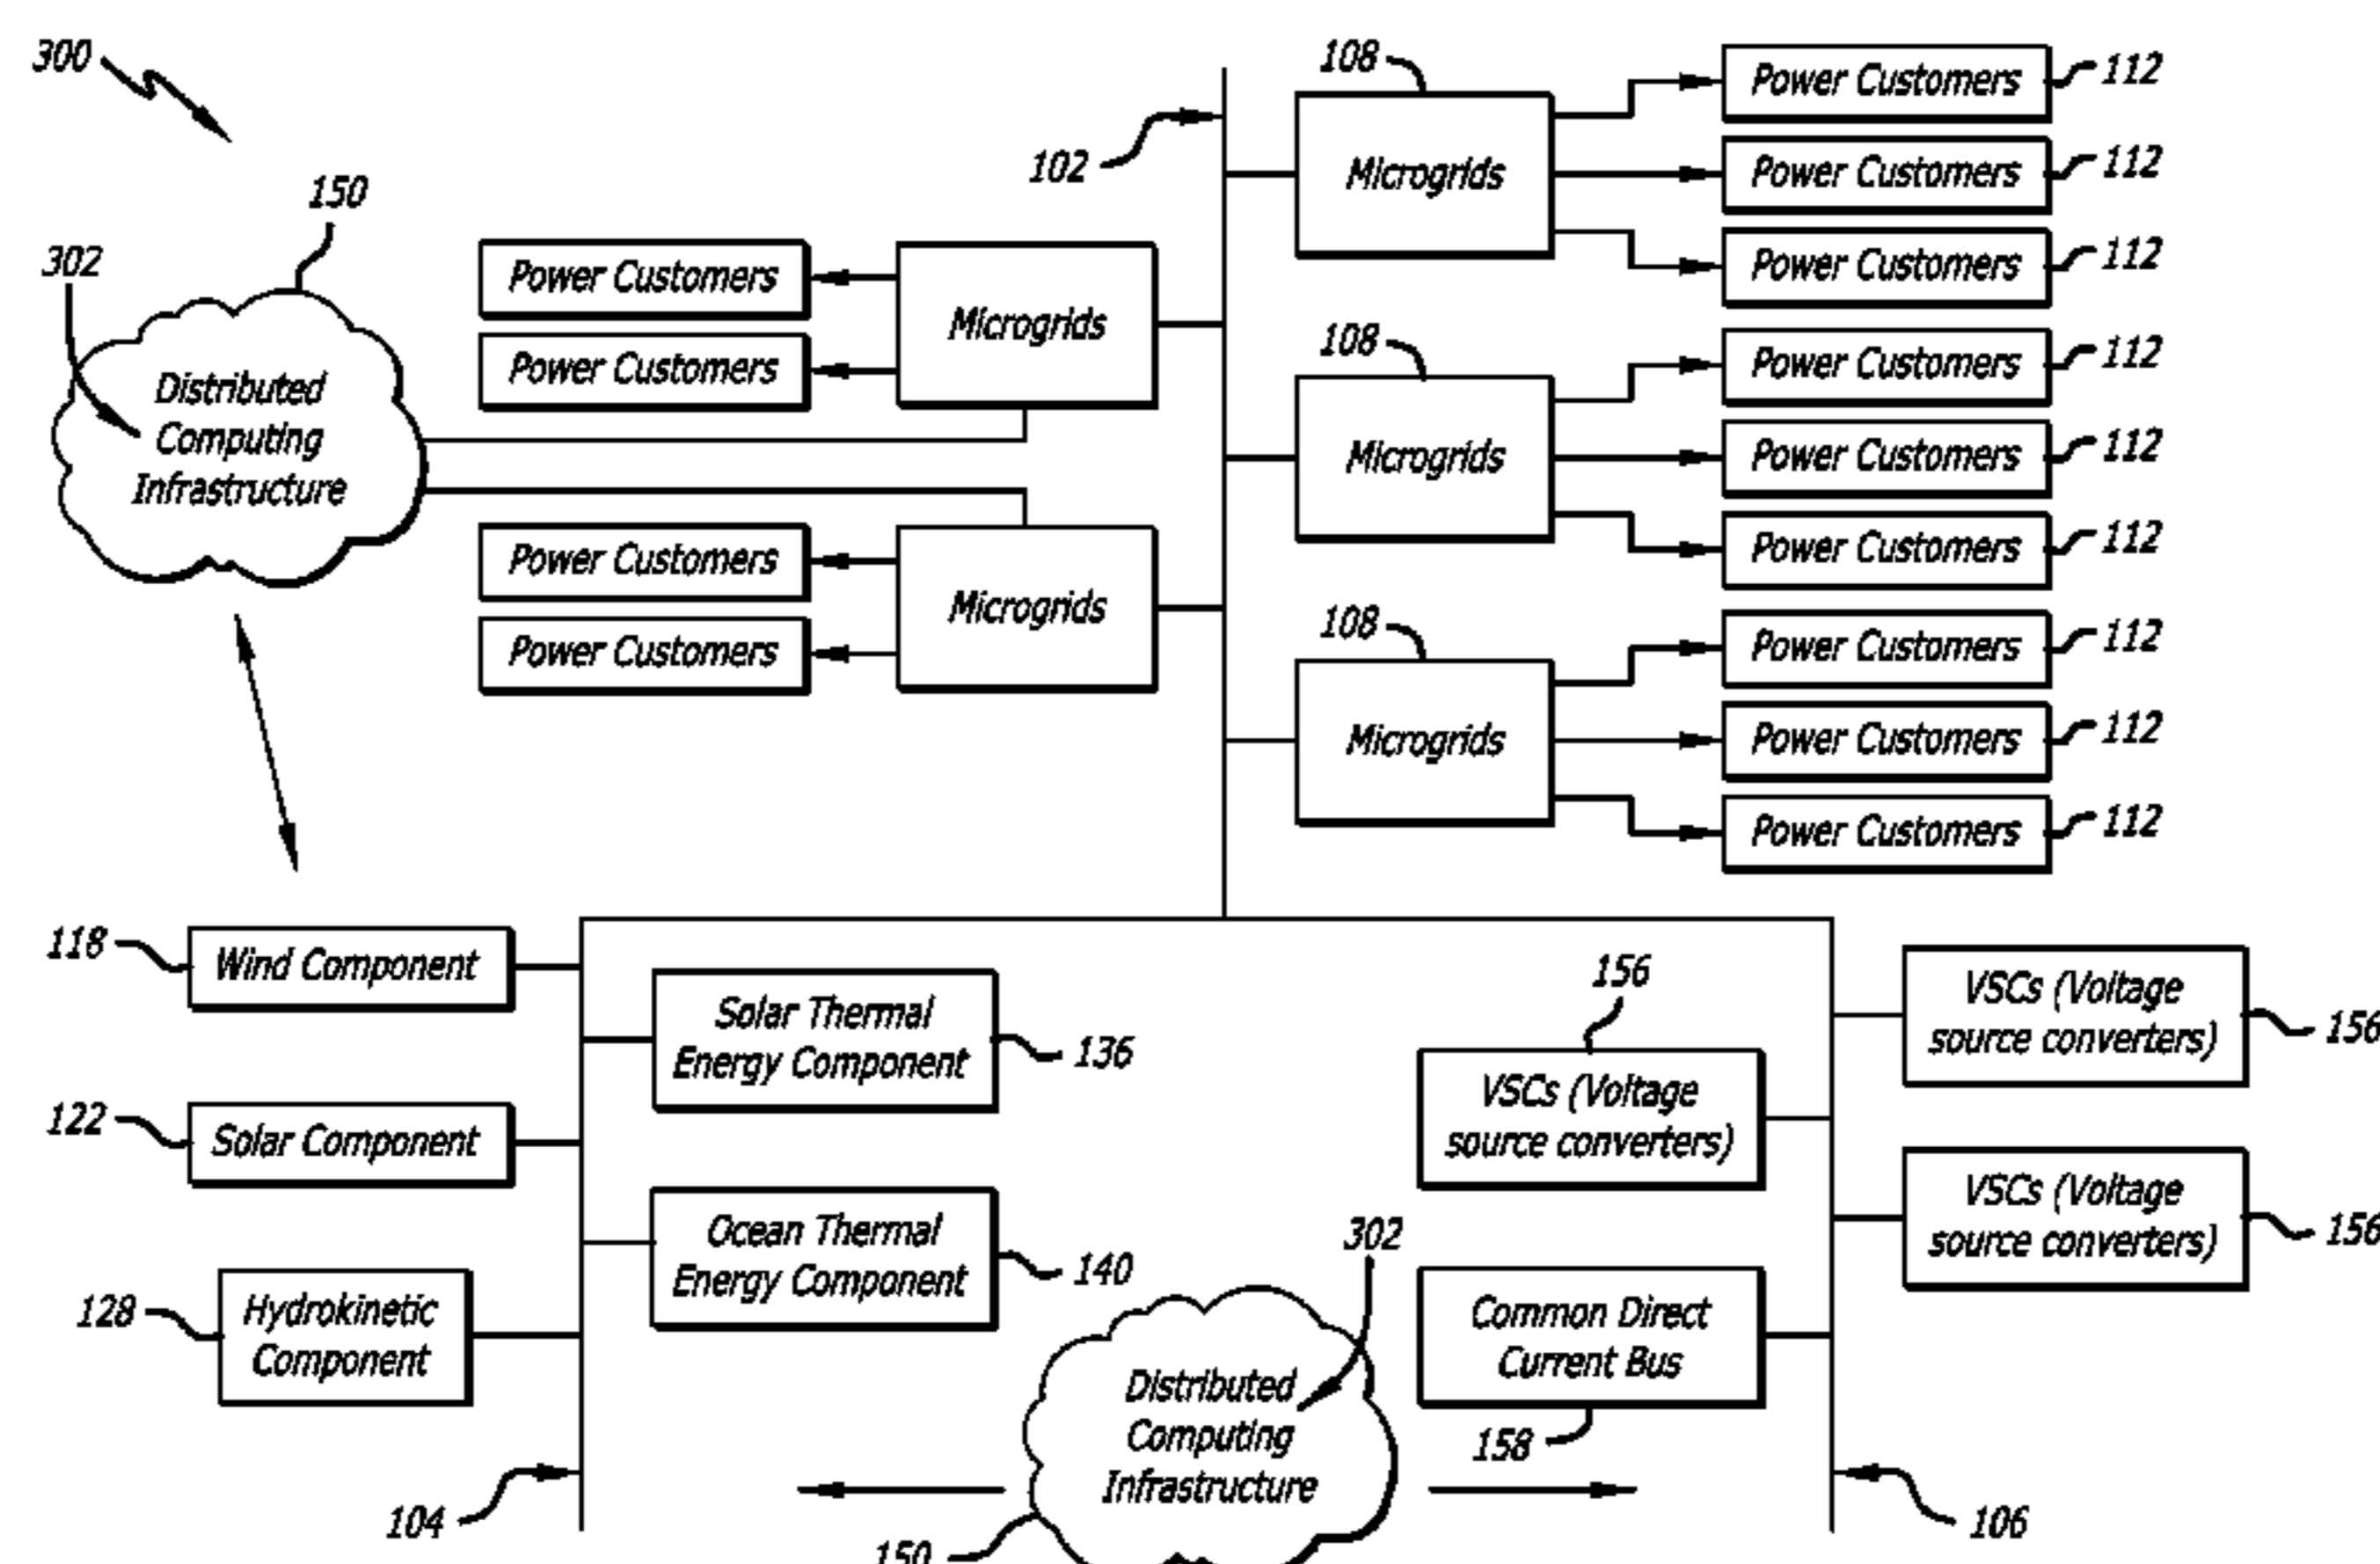 300
150
302
Distributed
Computing
Infrastructure
Power Customers
Power Customers
Microgrids
Power Customers
Power Customers
Microgrids
102
108
Microgrids
Power Customers
112
Power Customers
112
Power Customers
112
108
Microgrids
Power Customers
112
Power Customers
112
Power Customers
112
108
Microgrids
Power Customers
112
Power Customers
112
Power Customers
112
118
Wind Component
Solar Thermal
Energy Component
136
122
Solar Component
Ocean Thermal
Energy Component
140
128
Hydrokinetic
Component
104
302
Distributed
Computing
Infrastructure
150
156
VSCs (Voltage
source converters)
VSCs (Voltage
source converters)
156
VSCs (Voltage
source converters)
156
Common Direct
Current Bus
158
106